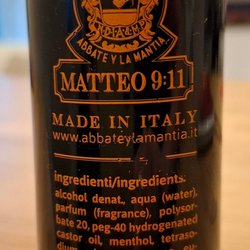 ABBATE Y LA MANTIA
MATTEO 9:11
MADE IN ITALY
www.abbateylamantia.it
ingredienti/ingredients:
alcohol denat., aqua (water),
parfum (fragrance), polysor-
bate 20, peg-40 hydrogenated
castor oil, menthol, tetraso-